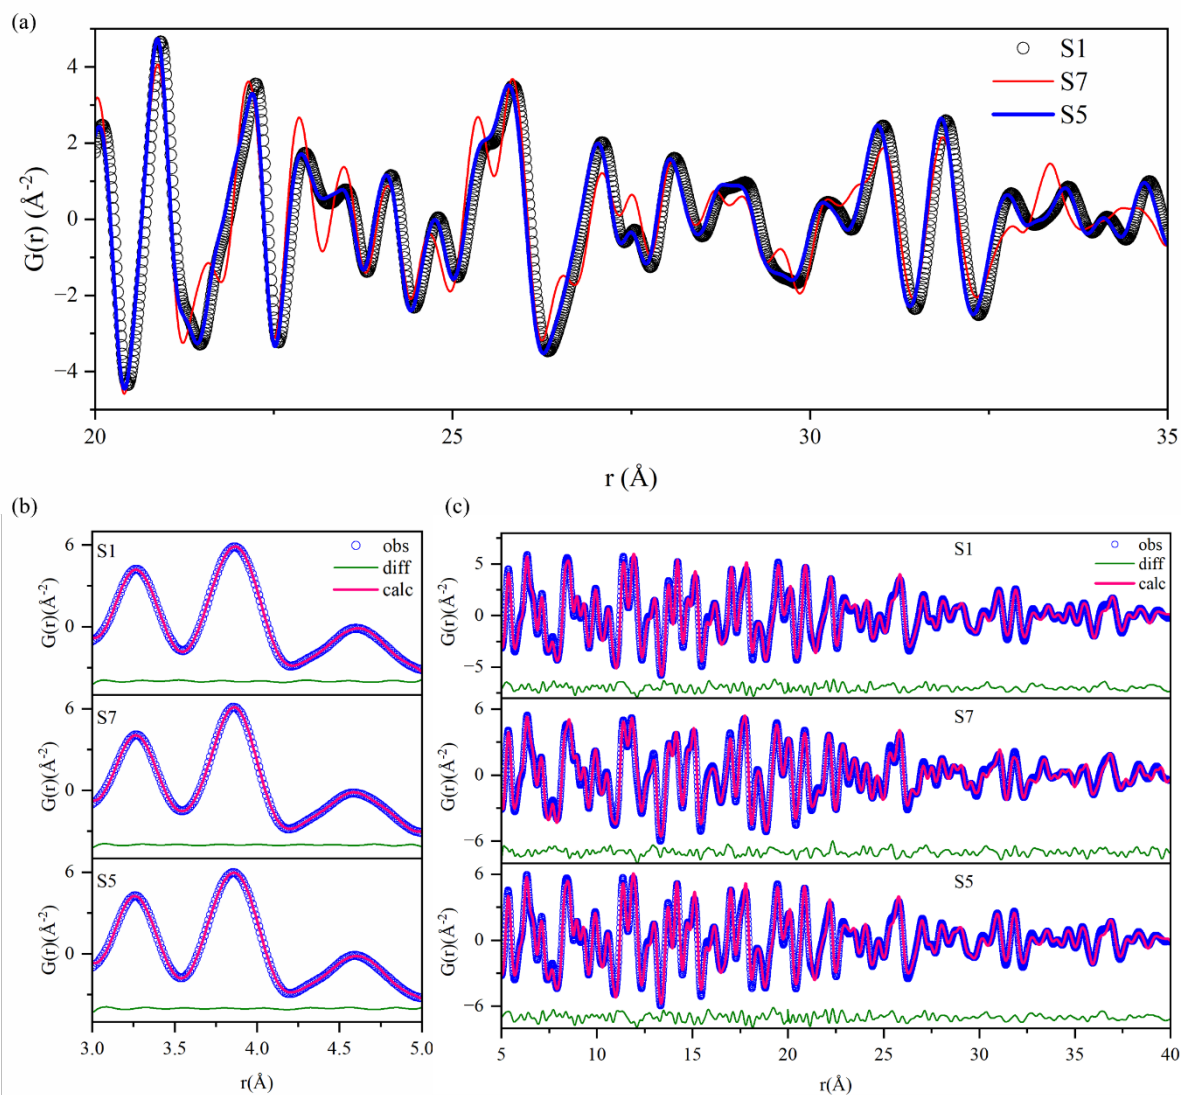 (a)
G(r) (Å⁻²)
4
2
0
−2
−4
S1
S7
S5
20
25
30
35
r (Å)
(b)
G(r)(Å⁻²)
6
0
S1
obs
diff
calc
G(r)(Å⁻²)
6
0
S7
G(r)(Å⁻²)
6
0
S5
3.0
3.5
4.0
4.5
5.0
r(Å)
(c)
G(r)(Å⁻²)
5
0
−5
S1
obs
diff
calc
G(r)(Å⁻²)
6
0
−6
S7
G(r)(Å⁻²)
6
0
−6
S5
5
10
15
20
25
30
35
40
r(Å)